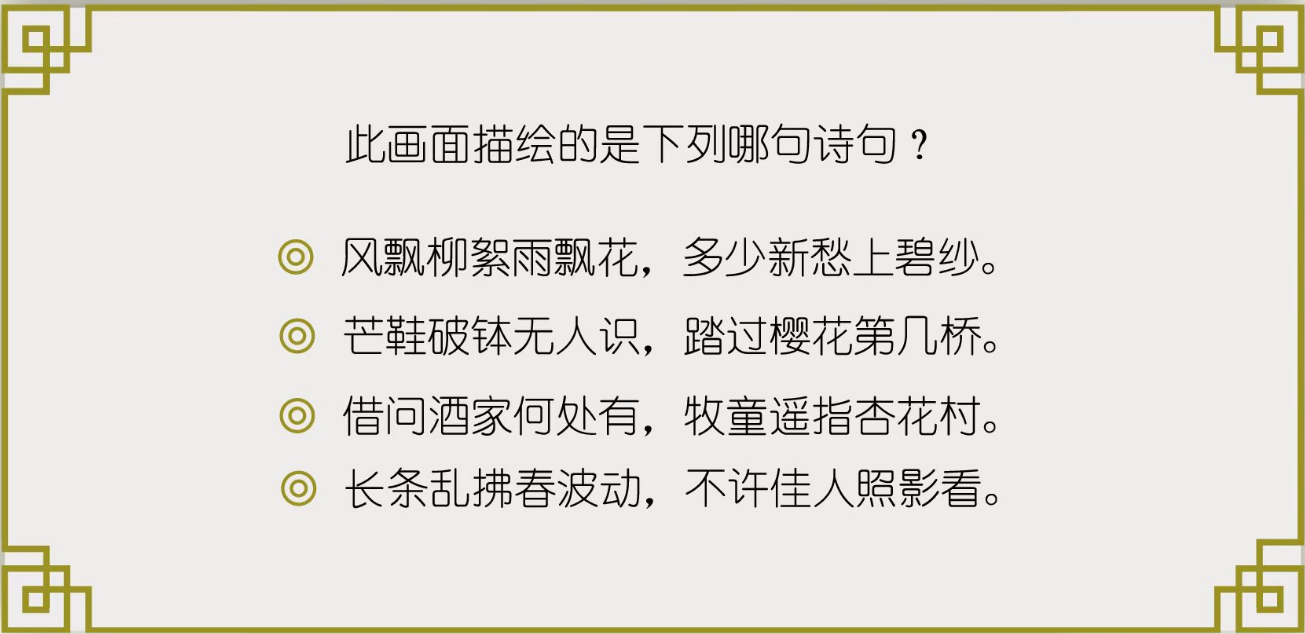 此画面描绘的是下列哪句诗句？
风飘柳絮雨飘花，多少新愁上碧纱。
芒鞋破钵无人识，踏过樱花第几桥。
借问酒家何处有，牧童遥指杏花村。
长条乱拂春波动，不许佳人照影看。